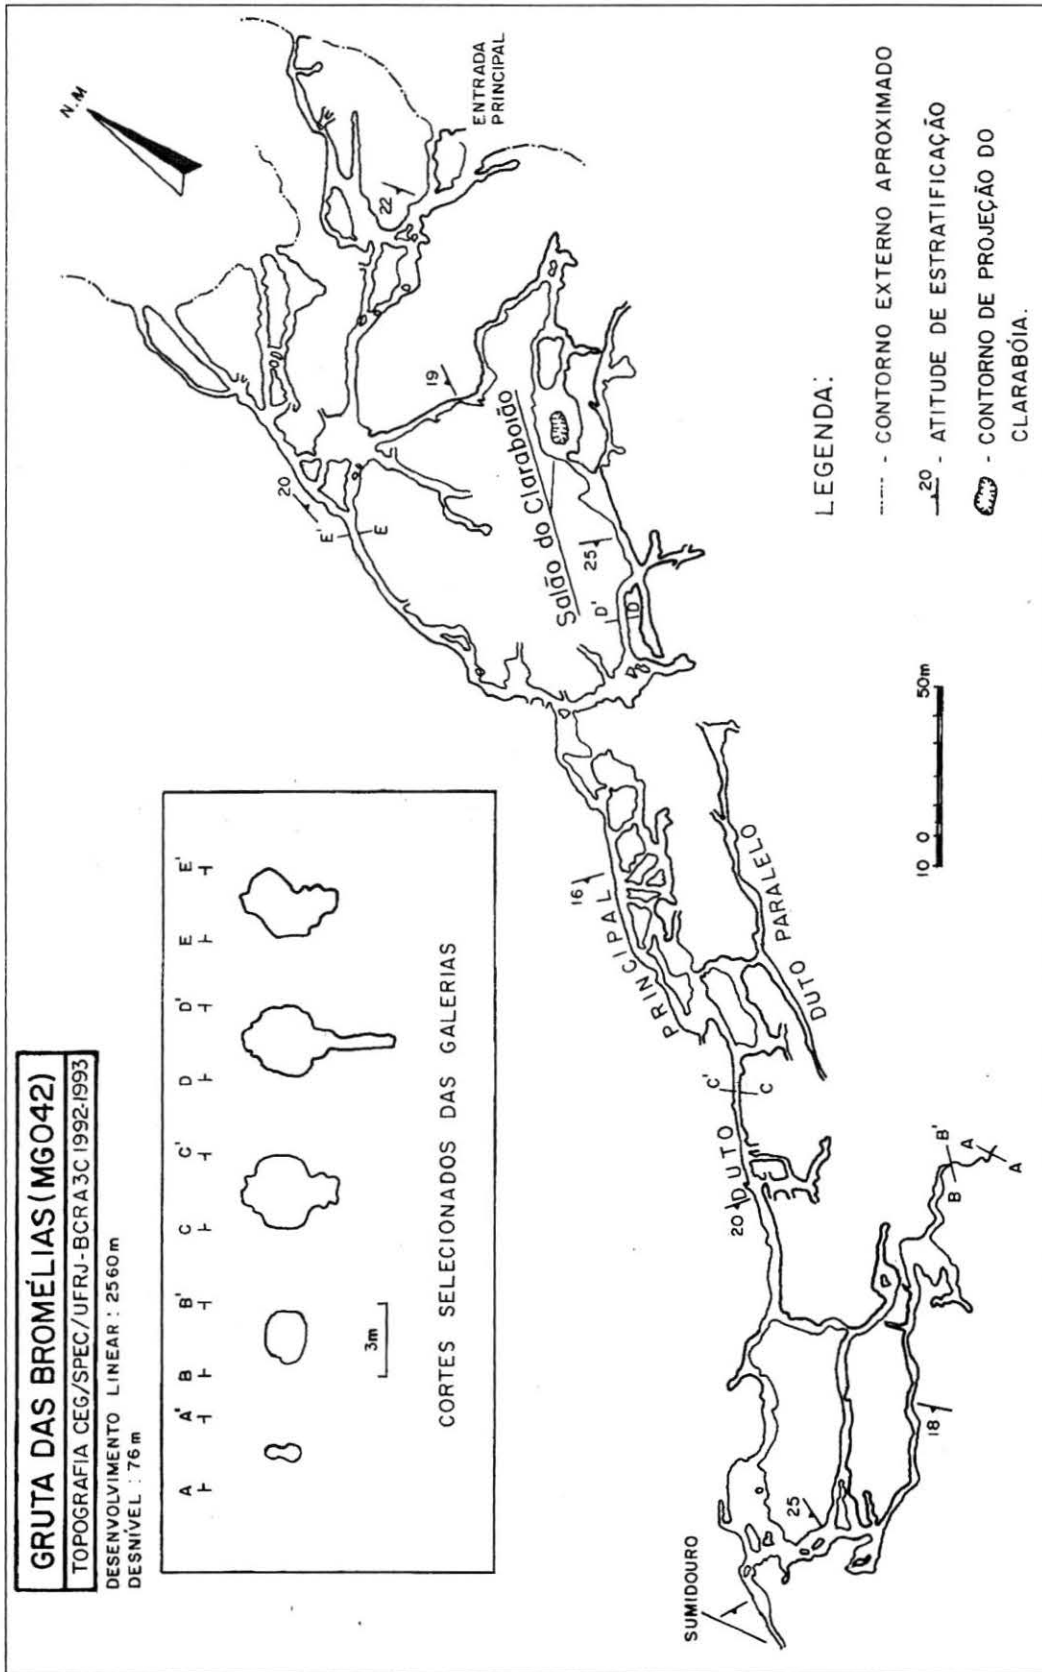 GRUTA DAS BROMÉLIAS (MG042)
TOPOGRAFIA CEG/SPEC/UFRJ-BCRA3C 1992-1993
DESENVOLVIMENTO LINEAR : 2560m
DESNÍVEL : 76m
A A' B B' C C' D D' E E'
3m
CORTES SELECIONADOS DAS GALERIAS
N.M
ENTRADA
PRINCIPAL
22
19
20
E'
E
Salão do Claraboião
25
D'
D
16
DUTO PRINCIPAL
DUTO PARALELO
C'
C
20
B'
B
A
A
18
25
SUMIDOURO
10 0 50m
LEGENDA:
- CONTORNO EXTERNO APROXIMADO
20 - ATITUDE DE ESTRATIFICAÇÃO
- CONTORNO DE PROJEÇÃO DO
CLARABÓIA.